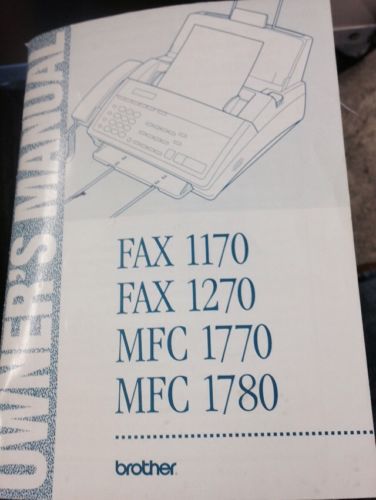 OWNER'S MANUAL
FAX 1170
FAX 1270
MFC 1770
MFC 1780
brother